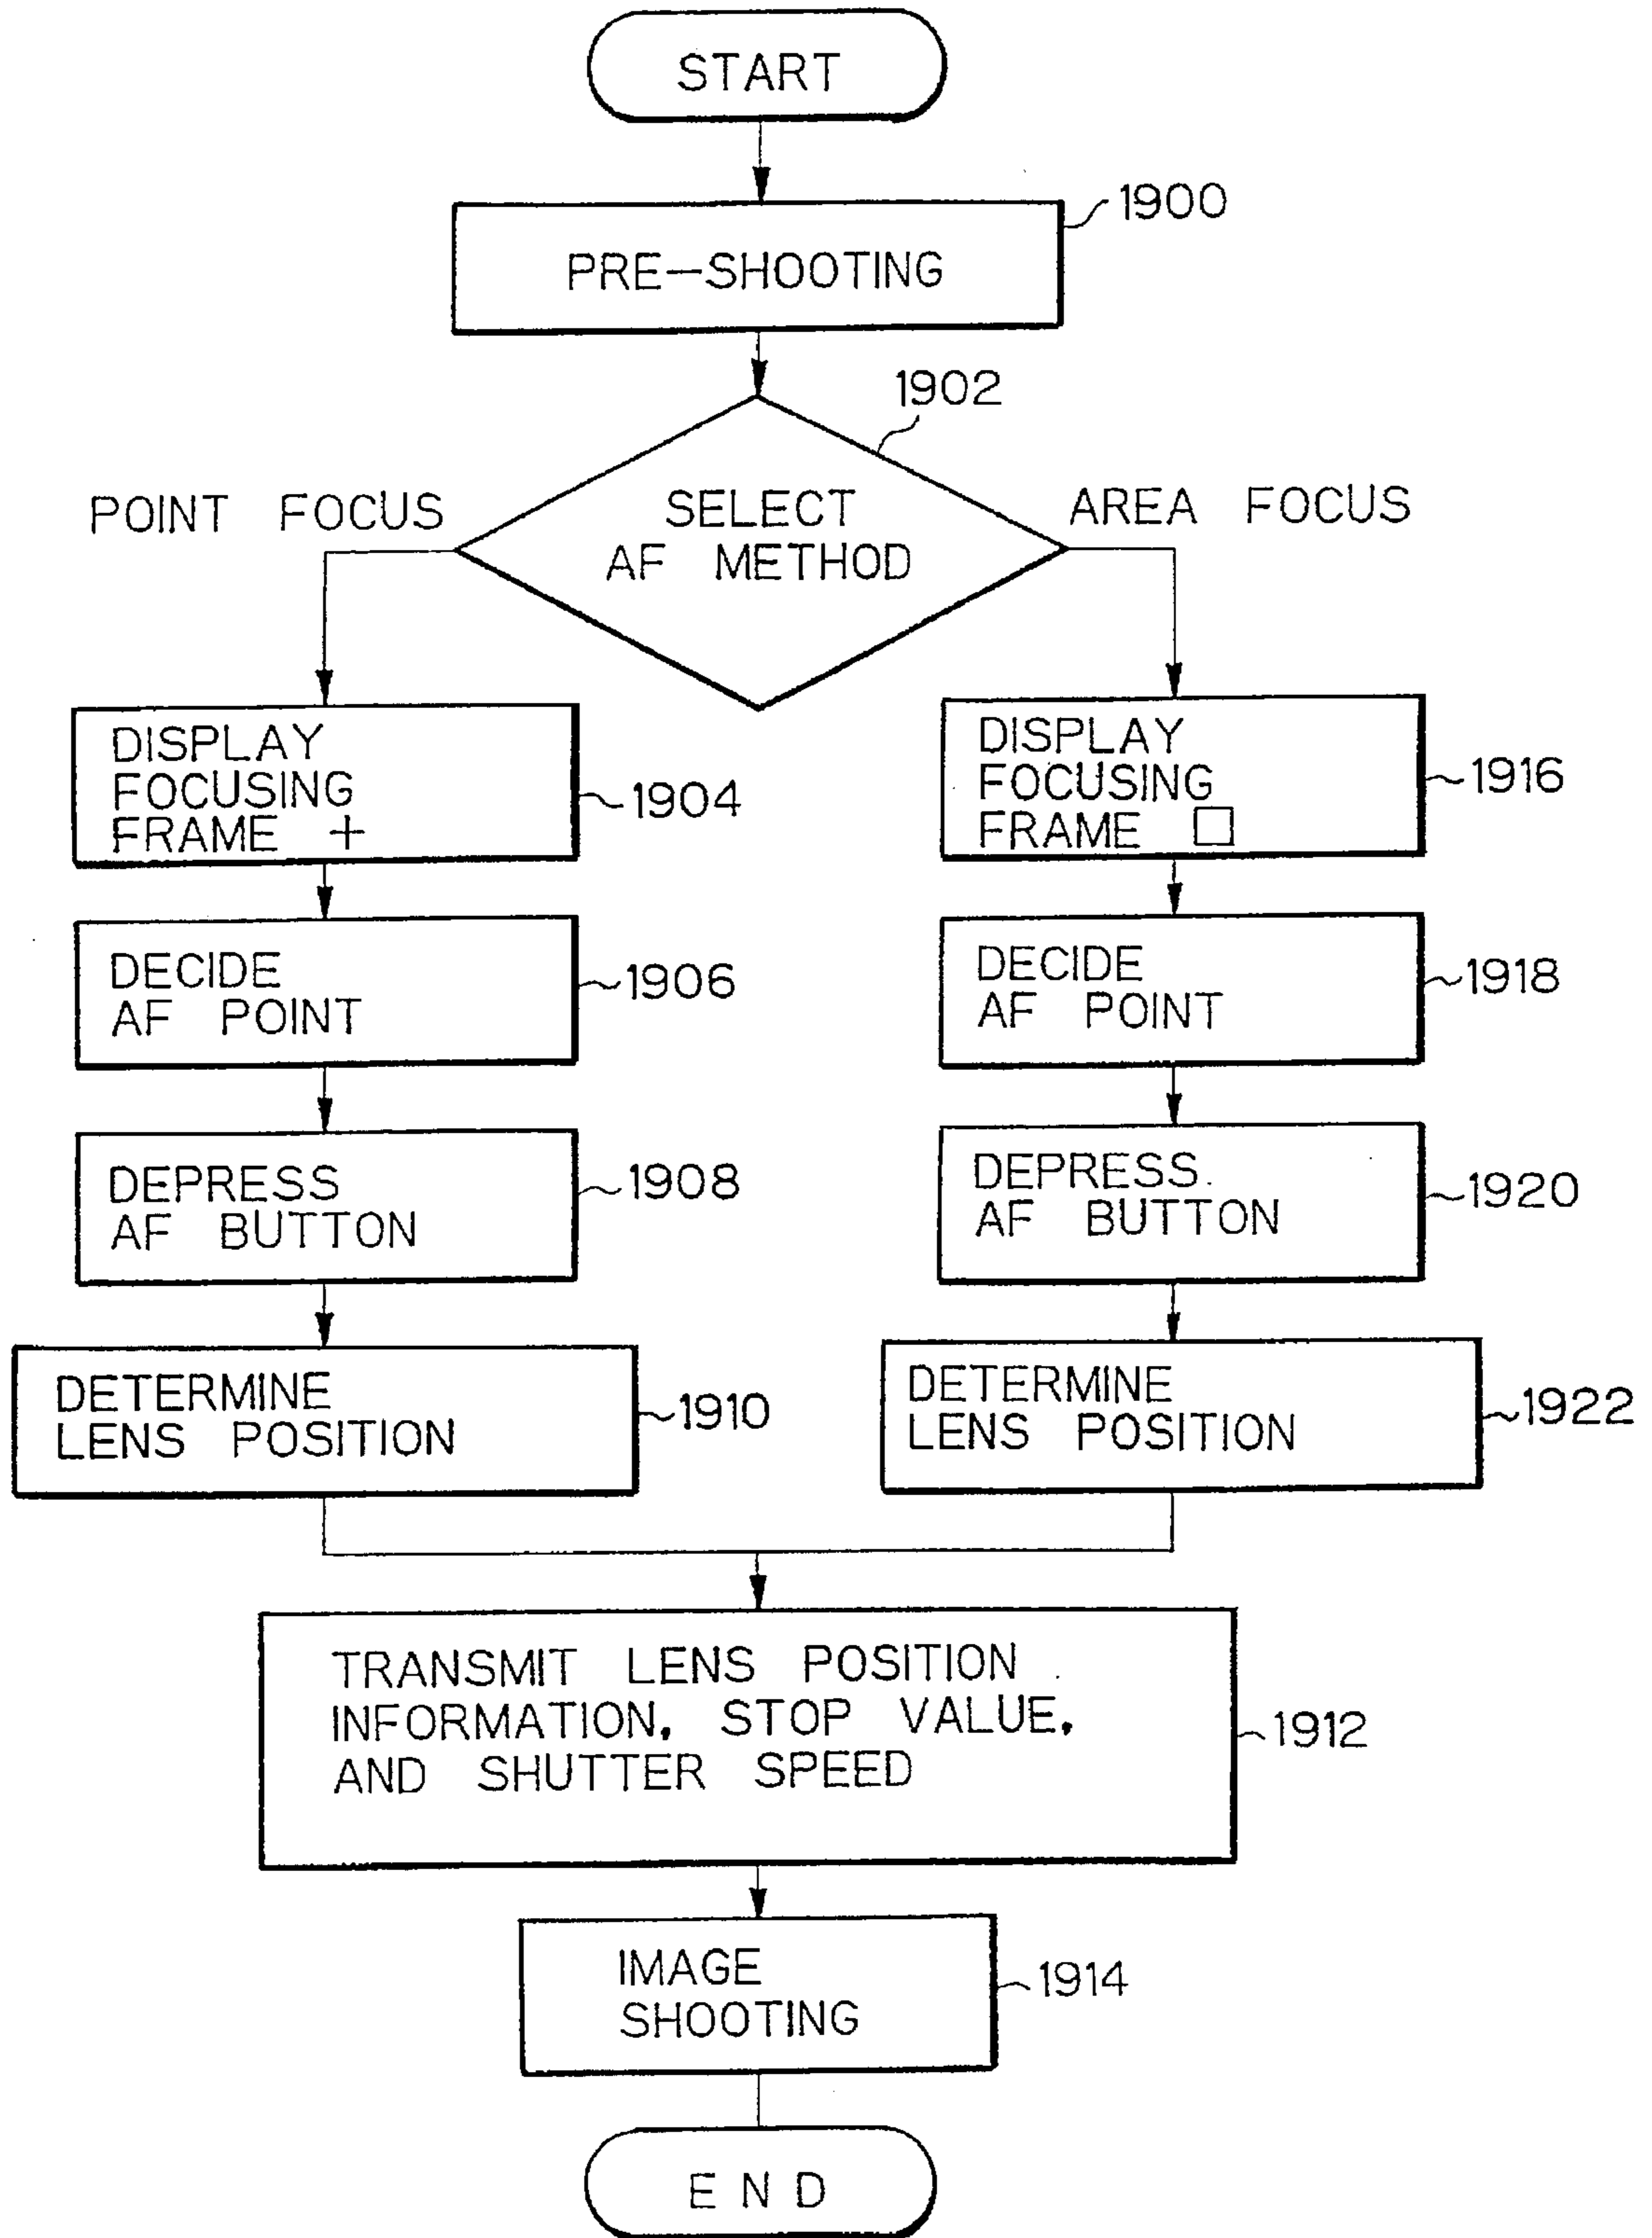 START
1900
PRE-SHOOTING
1902
POINT FOCUS
SELECT
AF METHOD
AREA FOCUS
DISPLAY
FOCUSING
FRAME +
1904
DISPLAY
FOCUSING
FRAME □
1916
DECIDE
AF POINT
1906
DECIDE
AF POINT
1918
DEPRESS
AF BUTTON
1908
DEPRESS
AF BUTTON
1920
DETERMINE
LENS POSITION
1910
DETERMINE
LENS POSITION
1922
TRANSMIT LENS POSITION
INFORMATION, STOP VALUE,
AND SHUTTER SPEED
1912
IMAGE
SHOOTING
1914
END